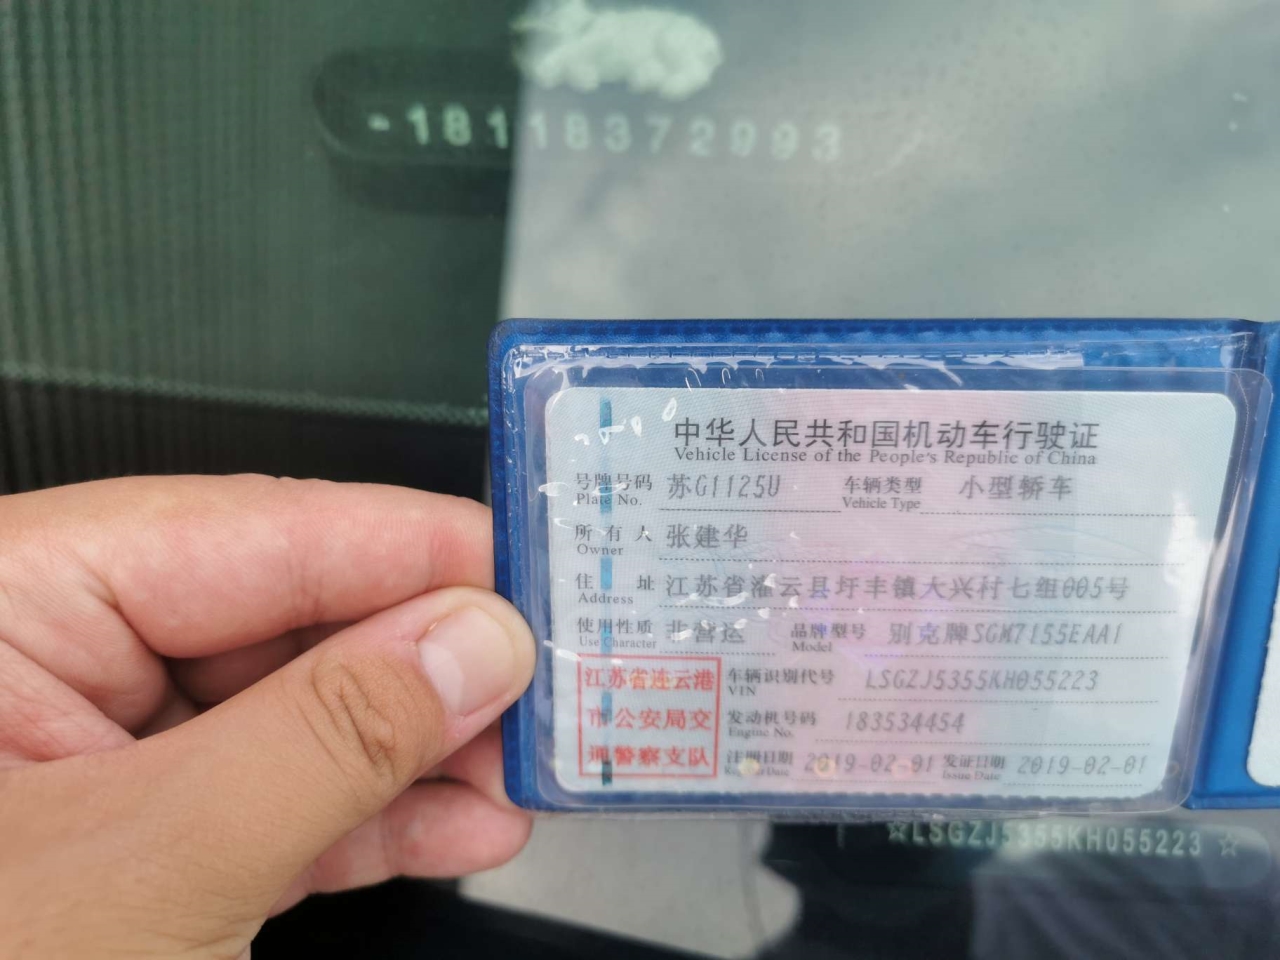 -18118372993
中华人民共和国机动车行驶证
Vehicle License of the People's Republic of China
号牌号码 苏G1125U 车辆类型 小型轿车
Plate No. Vehicle Type
所有人 张建华
Owner
住址 江苏省灌云县圩丰镇大兴村七组005号
Address
使用性质 非营运 品牌型号 别克牌SGM7155EAA1
Use Character Model
江苏省连云港
市公安局交
通警察支队
车辆识别代号 LSGZJ5355KH055223
VIN
发动机号码 183534454
Engine No.
注册日期 2019-02-01 发证日期 2019-02-01
Register Date Issue Date
☆LSGZJ5355KH055223☆